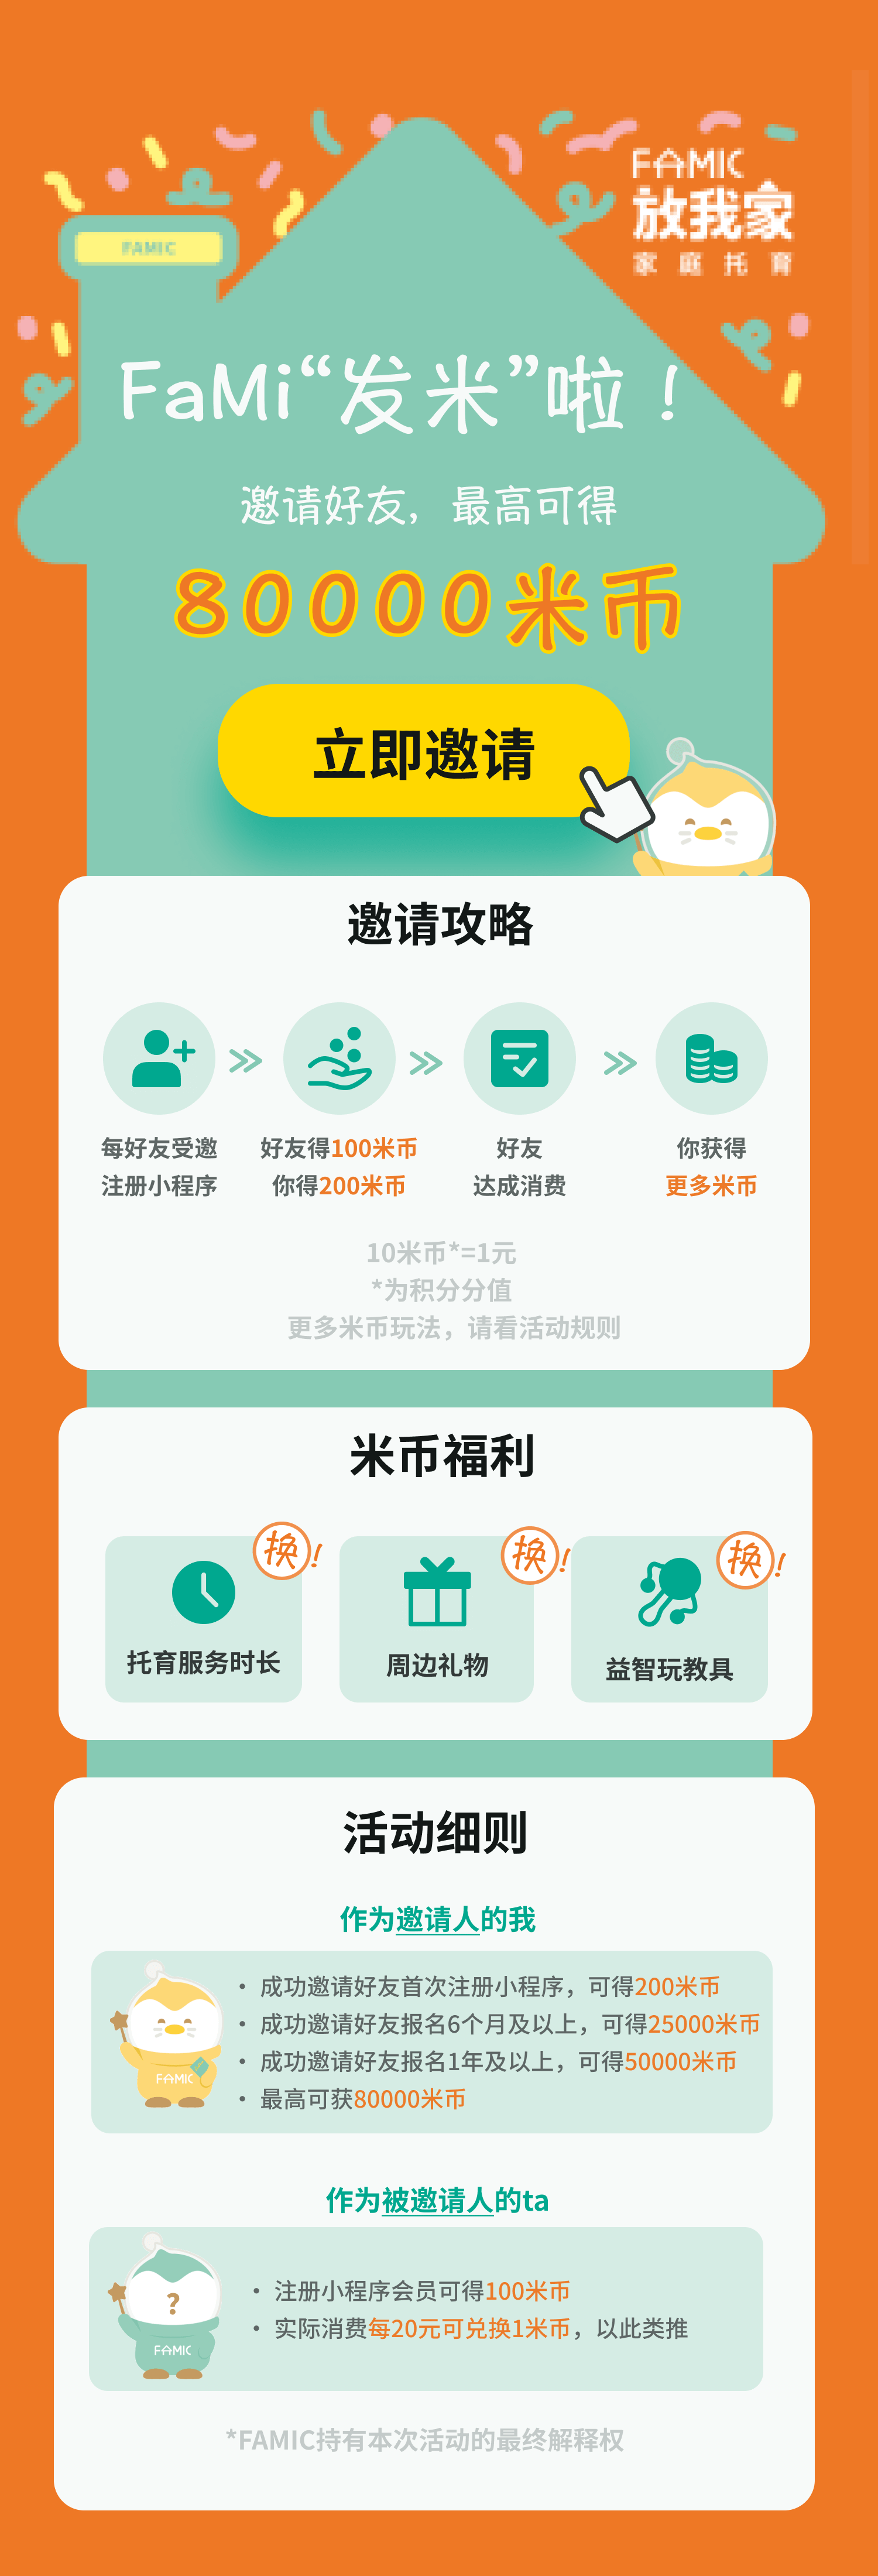 FAMIC
放我家
家庭托育
FAMIC
FaMi“发米”啦！
邀请好友，最高可得
80000米币
立即邀请
邀请攻略
每好友受邀
注册小程序
好友得100米币
你得200米币
好友
达成消费
你获得
更多米币
10米币*=1元
*为积分分值
更多米币玩法，请看活动规则
米币福利
换!
托育服务时长
换!
周边礼物
换!
益智玩教具
活动细则
作为邀请人的我
• 成功邀请好友首次注册小程序，可得200米币
• 成功邀请好友报名6个月及以上，可得25000米币
• 成功邀请好友报名1年及以上，可得50000米币
• 最高可获80000米币
FAMIC
作为被邀请人的ta
?
FAMIC
• 注册小程序会员可得100米币
• 实际消费每20元可兑换1米币，以此类推
*FAMIC持有本次活动的最终解释权